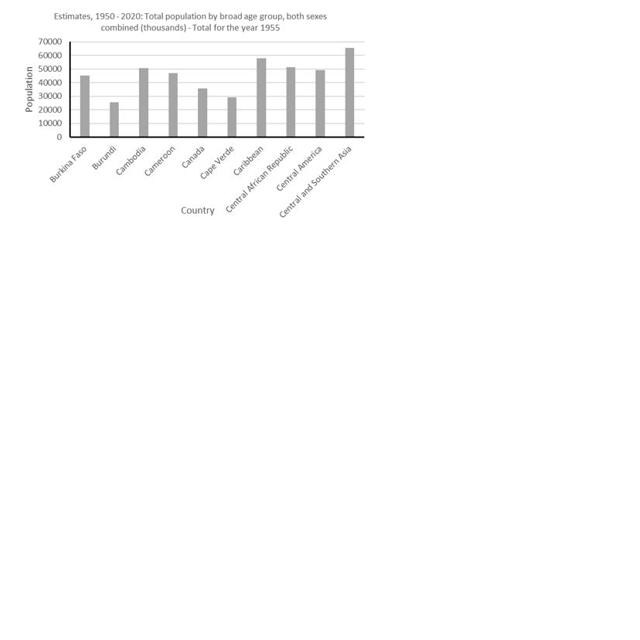 Estimates, 1950 - 2020: Total population by broad age group, both sexes
combined (thousands) - Total for the year 1955
70000
60000
50000
40000
30000
20000
10000
0
Population
Burkina Faso
Burundi
Cambodia
Cameroon
Canada
Cape Verde
Caribbean
Central African Republic
Central America
Central and Southern Asia
Country